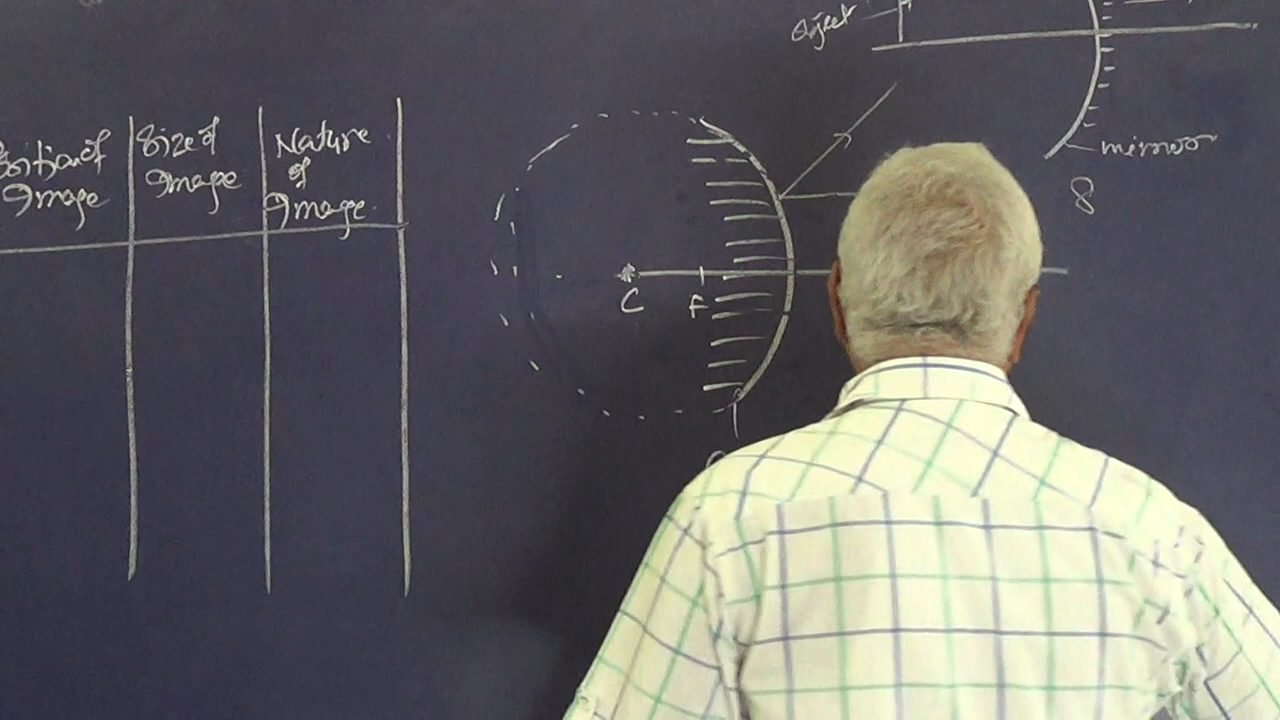 object
Position of
Image
Size of
Image
Nature
of
Image
mirror
8
C
F